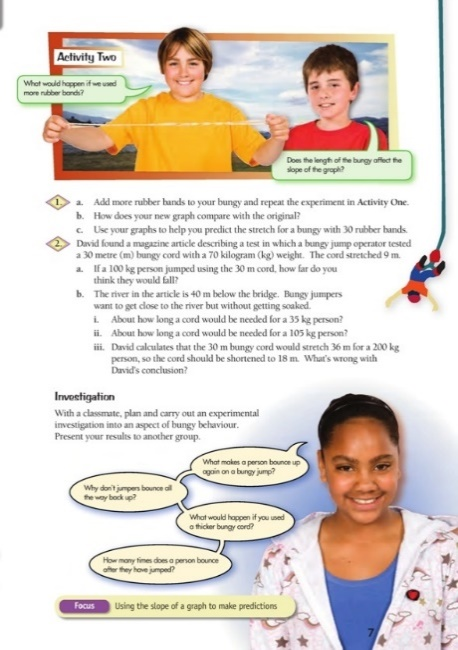 Activity Two
What would happen if we used
more rubber bands?
Does the length of the bungy affect the
slope of the graph?
1. a. Add more rubber bands to your bungy and repeat the experiment in Activity One.
b. How does your new graph compare with the original?
c. Use your graphs to help you predict the stretch for a bungy with 30 rubber bands.
2. David found a magazine article describing a test in which a bungy jump operator tested
a 30 metre (m) bungy cord with a 70 kilogram (kg) weight. The cord stretched 9 m.
a. If a 100 kg person jumped using the 30 m cord, how far do you
think they would fall?
b. The river in the article is 40 m below the bridge. Bungy jumpers
want to get close to the river but without getting soaked.
i. About how long a cord would be needed for a 35 kg person?
ii. About how long a cord would be needed for a 105 kg person?
iii. David calculates that the 30 m bungy cord would stretch 36 m for a 200 kg
person, so the cord should be shortened to 18 m. What's wrong with
David's conclusion?
Investigation
With a classmate, plan and carry out an experimental
investigation into an aspect of bungy behaviour.
Present your results to another group.
What makes a person bounce up
again on a bungy jump?
Why don't jumpers bounce all
the way back up?
What would happen if you used
a thicker bungy cord?
How many times does a person bounce
after they have jumped?
Focus Using the slope of a graph to make predictions
7